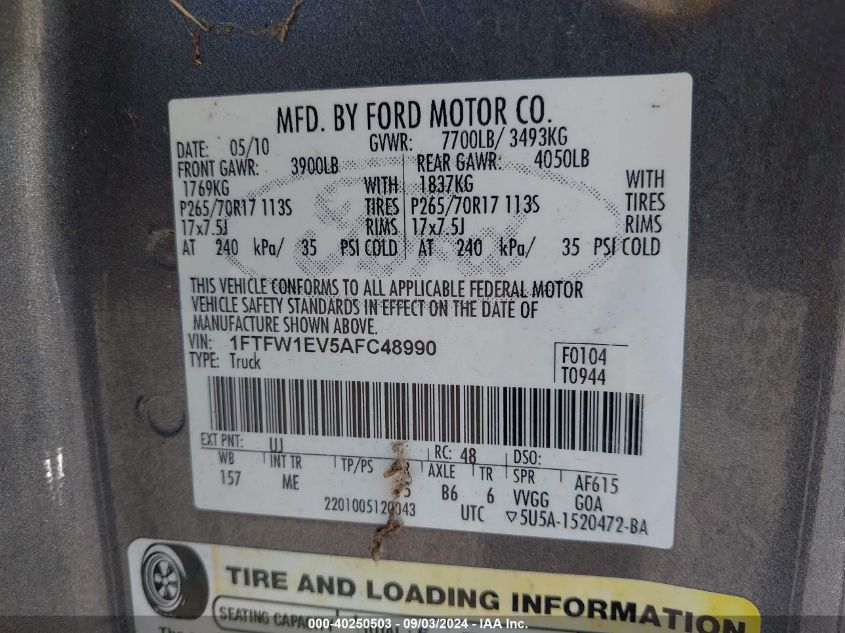 MFD. BY FORD MOTOR CO.
DATE: 05/10 GVWR: 7700LB/ 3493KG
FRONT GAWR: 3900LB REAR GAWR: 4050LB
1769KG WITH 1837KG WITH
P265/70R17 113S TIRES P265/70R17 113S TIRES
17x7.5J RIMS 17x7.5J RIMS
AT 240 kPa/ 35 PSI COLD AT 240 kPa/ 35 PSI COLD
THIS VEHICLE CONFORMS TO ALL APPLICABLE FEDERAL MOTOR
VEHICLE SAFETY STANDARDS IN EFFECT ON THE DATE OF
MANUFACTURE SHOWN ABOVE.
VIN: 1FTFW1EV5AFC48990
TYPE: Truck
F0104
T0944
EXT PNT: UJ RC: 48 DSO:
WB INT TR TP/PS R AXLE TR SPR AF615
157 ME 5 B6 6 VVGG GOA
2201005120043 UTC ▽5U5A-1520472-BA
TIRE AND LOADING INFORMATION
SEATING CAPACITY
000-40250503 - 09/03/2024 - IAA Inc.